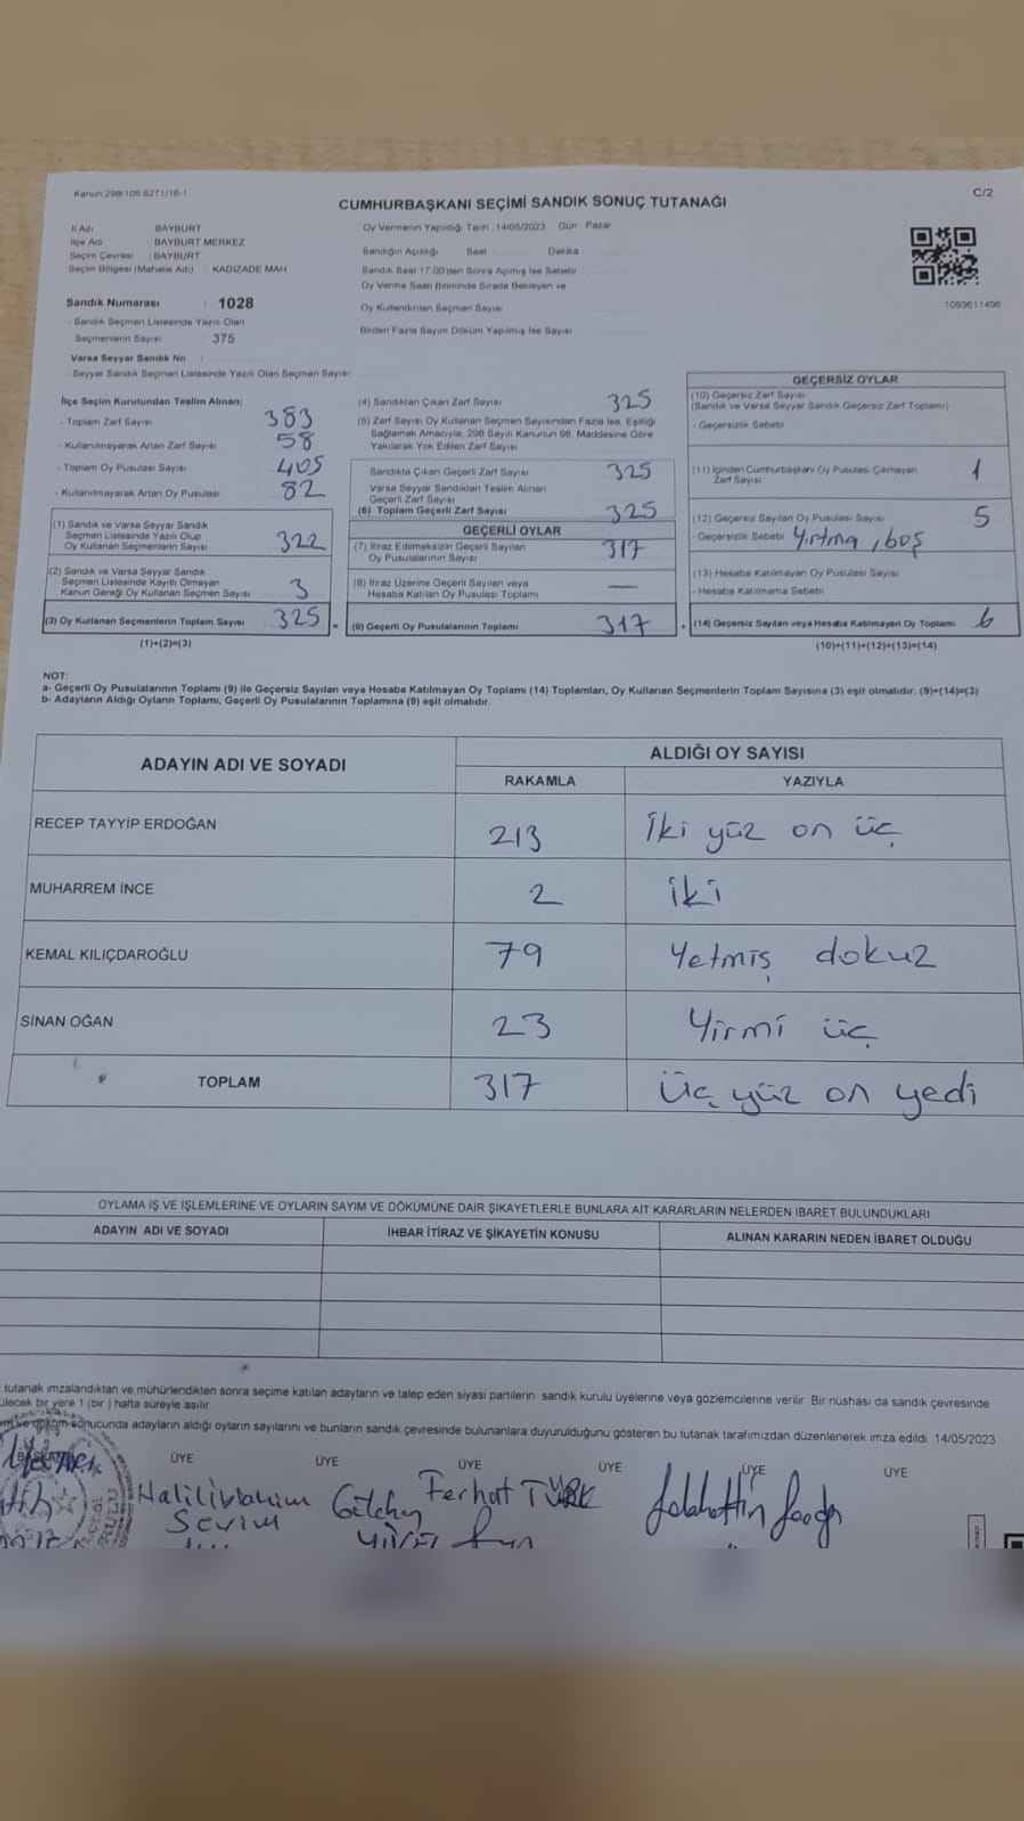 Kanun:298/106 6271/16-1
C/2
CUMHURBAŞKANI SEÇİMİ SANDIK SONUÇ TUTANAĞI
İl Adı : BAYBURT
İlçe Adı : BAYBURT MERKEZ
Seçim Çevresi : BAYBURT
Seçim Bölgesi (Mahalle Adı) : KADIZADE MAH
Oy Vermenin Yapıldığı Tarih : 14/05/2023 Gün : Pazar
Sandığın Açıldığı Saat Dakika
Sandık Saat 17:00'den Sonra Açılmış İse Sebebi
Oy Verme Saati Bitiminde Sırada Bekleyen ve
Oy Kullandırılan Seçmen Sayısı
Birden Fazla Sayım Döküm Yapılmış İse Sayısı
Sandık Numarası : 1028
- Sandık Seçmen Listesinde Yazılı Olan
Seçmenlerin Sayısı 375
Varsa Seyyar Sandık No :
- Seyyar Sandık Seçmen Listesinde Yazılı Olan Seçmen Sayısı:
İlçe Seçim Kurulundan Teslim Alınan;
- Toplam Zarf Sayısı 383
- Kullanılmayarak Artan Zarf Sayısı 58
- Toplam Oy Pusulası Sayısı 405
- Kullanılmayarak Artan Oy Pusulası 82
(1) Sandık ve Varsa Seyyar Sandık
Seçmen Listesinde Yazılı Olup
Oy Kullanan Seçmenlerin Sayısı 322
(2) Sandık ve Varsa Seyyar Sandık
Seçmen Listesinde Kayıtlı Olmayan
Kanun Gereği Oy Kullanan Seçmen Sayısı 3
(3) Oy Kullanan Seçmenlerin Toplam Sayısı 325
(1)+(2)=(3)
(4) Sandıktan Çıkan Zarf Sayısı 325
(5) Zarf Sayısı Oy Kullanan Seçmen Sayısından Fazla İse, Eşitliği
Sağlamak Amacıyla, 298 Sayılı Kanunun 98. Maddesine Göre
Yakılarak Yok Edilen Zarf Sayısı
Sandıkta Çıkan Geçerli Zarf Sayısı 325
Varsa Seyyar Sandıktan Teslim Alınan
Geçerli Zarf Sayısı
(6) Toplam Geçerli Zarf Sayısı 325
GEÇERLİ OYLAR
(7) İtiraz Edilmeksizin Geçerli Sayılan
Oy Pusulalarının Sayısı 317
(8) İtiraz Üzerine Geçerli Sayılan veya
Hesaba Katılan Oy Pusulası Toplamı —
(9) Geçerli Oy Pusulalarının Toplamı 317
GEÇERSİZ OYLAR
(10) Geçersiz Zarf Sayısı
(Sandık ve Varsa Seyyar Sandık Geçersiz Zarf Toplamı)
- Geçersizlik Sebebi
(11) İçinden Cumhurbaşkanı Oy Pusulası Çıkmayan
Zarf Sayısı 1
(12) Geçersiz Sayılan Oy Pusulası Sayısı 5
- Geçersizlik Sebebi Yırtma, boş
(13) Hesaba Katılmayan Oy Pusulası Sayısı
- Hesaba Katılmama Sebebi
(14) Geçersiz Sayılan veya Hesaba Katılmayan Oy Toplamı 6
(10)+(11)+(12)+(13)=(14)
NOT:
a- Geçerli Oy Pusulalarının Toplamı (9) ile Geçersiz Sayılan veya Hesaba Katılmayan Oy Toplamı (14) Toplamları, Oy Kullanan Seçmenlerin Toplam Sayısına (3) eşit olmalıdır. (9)+(14)=(3)
b- Adayların Aldığı Oyların Toplamı, Geçerli Oy Pusulalarının Toplamına (9) eşit olmalıdır.
ADAYIN ADI VE SOYADI
ALDIĞI OY SAYISI
RAKAMLA YAZIYLA
RECEP TAYYİP ERDOĞAN 213 İki yüz on üç
MUHARREM İNCE 2 iki
KEMAL KILIÇDAROĞLU 79 Yetmiş dokuz
SİNAN OĞAN 23 Yirmi üç
TOPLAM 317 Üç yüz on yedi
OYLAMA İŞ VE İŞLEMLERİNE VE OYLARIN SAYIM VE DÖKÜMÜNE DAİR ŞİKAYETLERLE BUNLARA AİT KARARLARIN NELERDEN İBARET BULUNDUKLARI
ADAYIN ADI VE SOYADI İHBAR İTİRAZ VE ŞİKAYETİN KONUSU ALINAN KARARIN NEDEN İBARET OLDUĞU
tutanak imzalandıktan ve mühürlendikten sonra seçime katılan adayların ve talep eden siyasi partilerin sandık kurulu üyelerine veya gözlemcilerine verilir. Bir nüshası da sandık çevresinde
bir yere 1 (bir) hafta süreyle asılır.
sonucunda adayların aldığı oyların sayılarını ve bunların sandık çevresinde bulunanlara duyurulduğunu gösteren bu tutanak tarafımızdan düzenlenerek imza edildi. 14/05/2023
ÜYE ÜYE ÜYE ÜYE ÜYE ÜYE
Halilibrahim
Sevim
Ferhat TÜRK